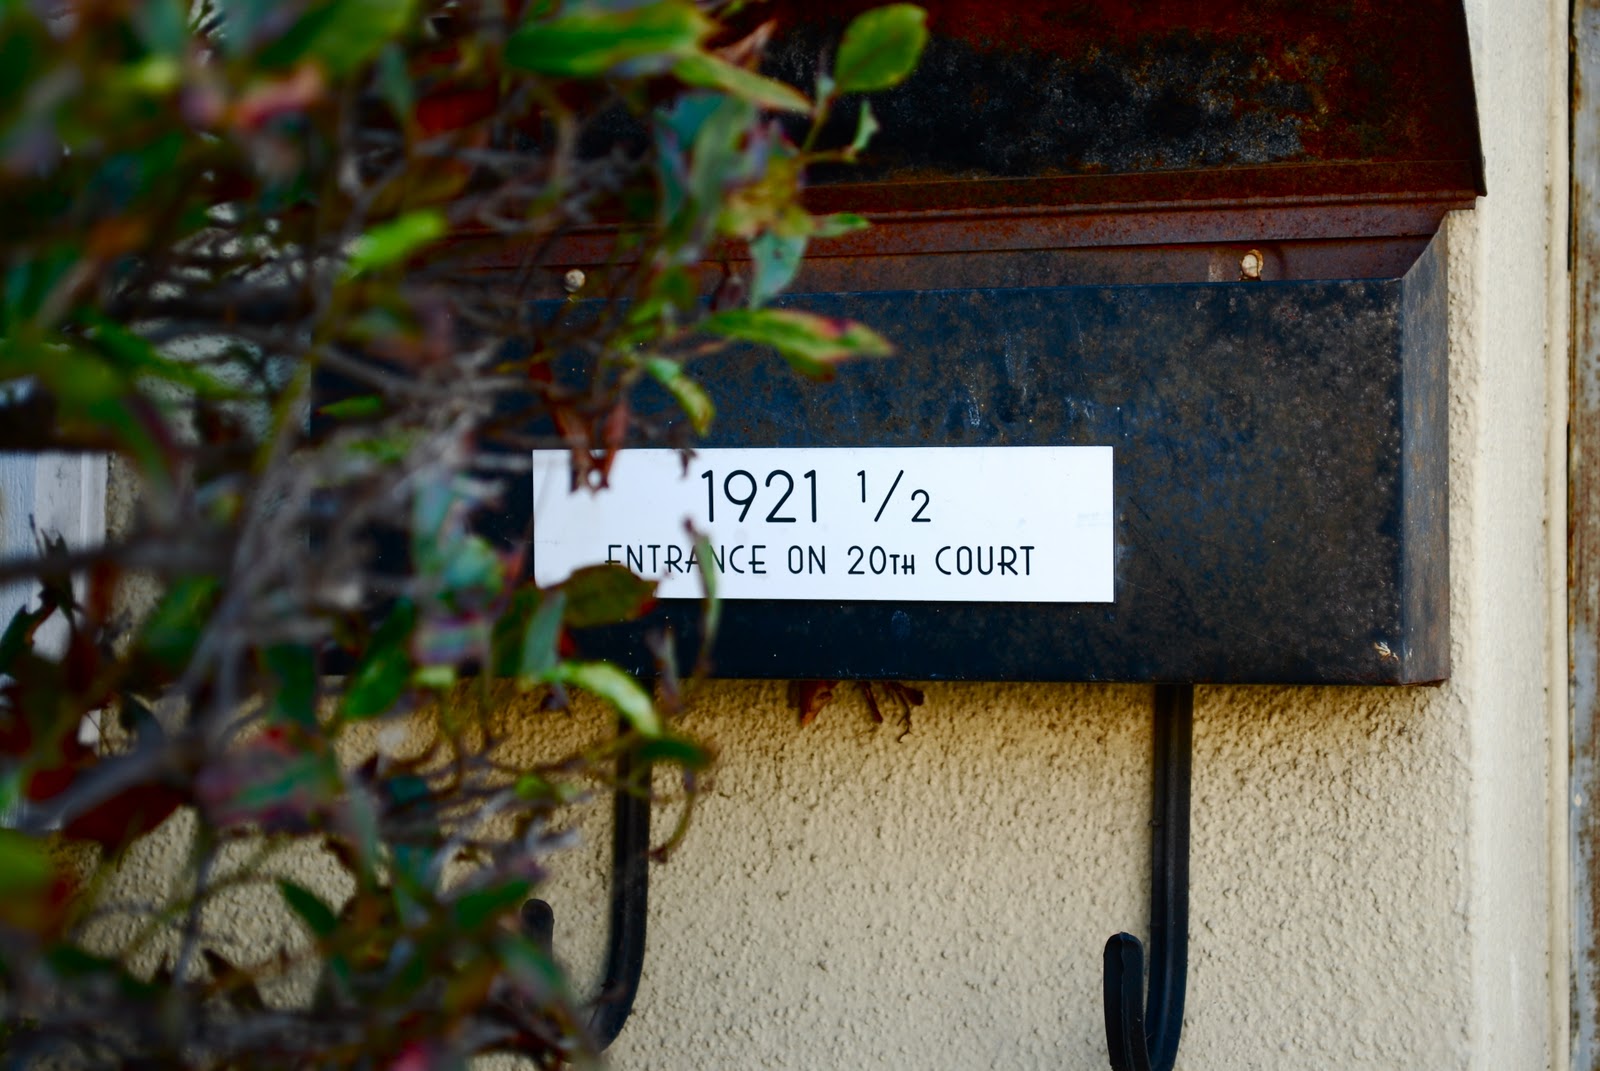 1921 1/2
ENTRANCE ON 20TH COURT